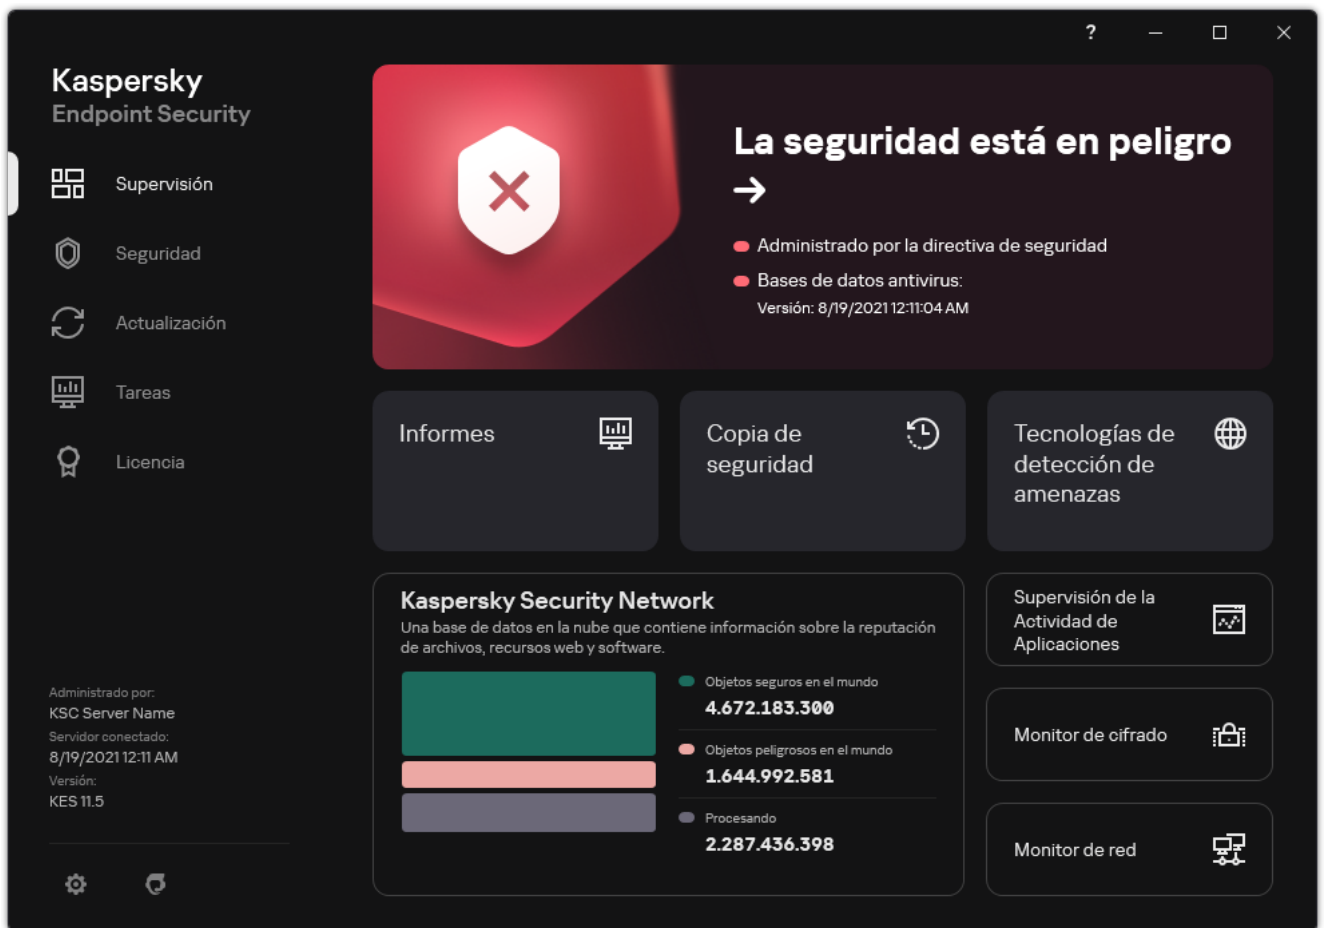 ?
Kaspersky
Endpoint Security
Supervisión
Seguridad
Actualización
Tareas
Licencia
Administrado por:
KSC Server Name
Servidor conectado:
8/19/2021 12:11 AM
Versión:
KES 11.5
La seguridad está en peligro
Administrado por la directiva de seguridad
Bases de datos antivirus:
Versión: 8/19/2021 12:11:04 AM
Informes
Copia de
seguridad
Tecnologías de
detección de
amenazas
Kaspersky Security Network
Una base de datos en la nube que contiene información sobre la reputación
de archivos, recursos web y software.
Objetos seguros en el mundo
4.672.183.300
Objetos peligrosos en el mundo
1.644.992.581
Procesando
2.287.436.398
Supervisión de la
Actividad de
Aplicaciones
Monitor de cifrado
Monitor de red